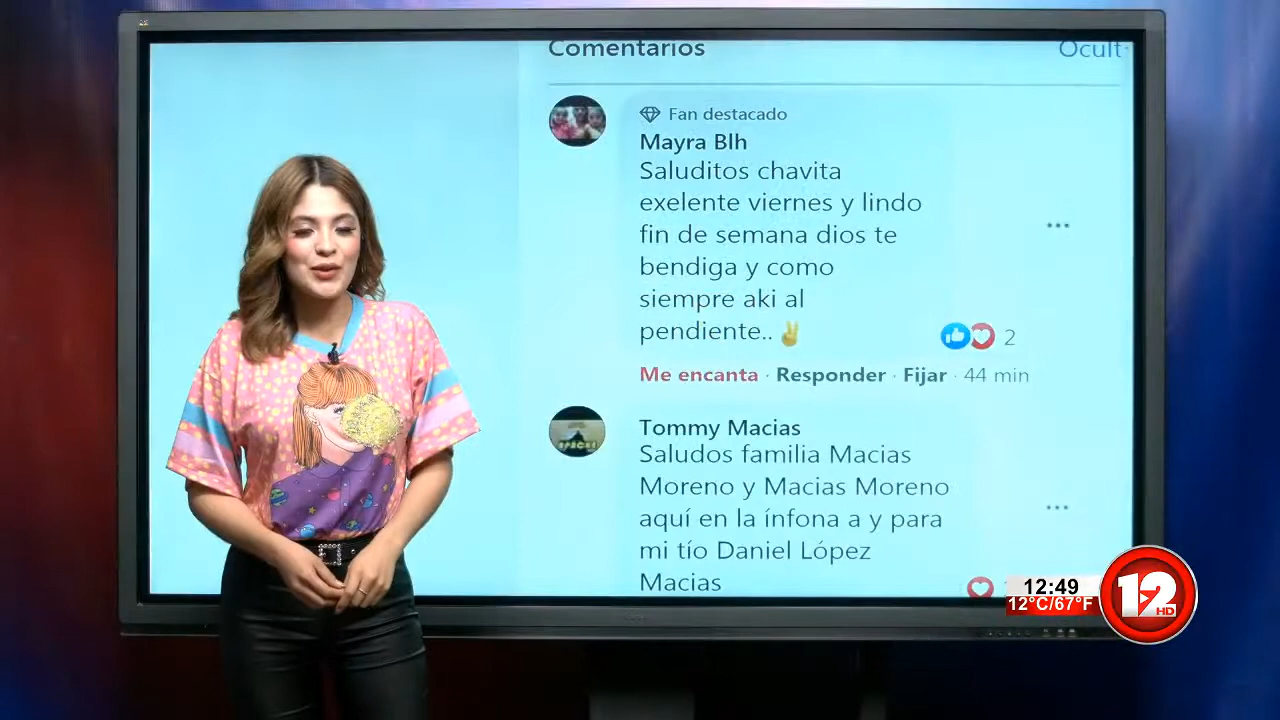 Comentarios
Ocult
Fan destacado
Mayra Blh
Saluditos chavita
exelente viernes y lindo
fin de semana dios te
bendiga y como
siempre aki al
pendiente.. ✌
2
Me encanta · Responder · Fijar · 44 min
Tommy Macias
Saludos familia Macias
Moreno y Macias Moreno
aquí en la ínfona a y para
mi tío Daniel López
Macias
12:49
12°C/67°F
12
HD